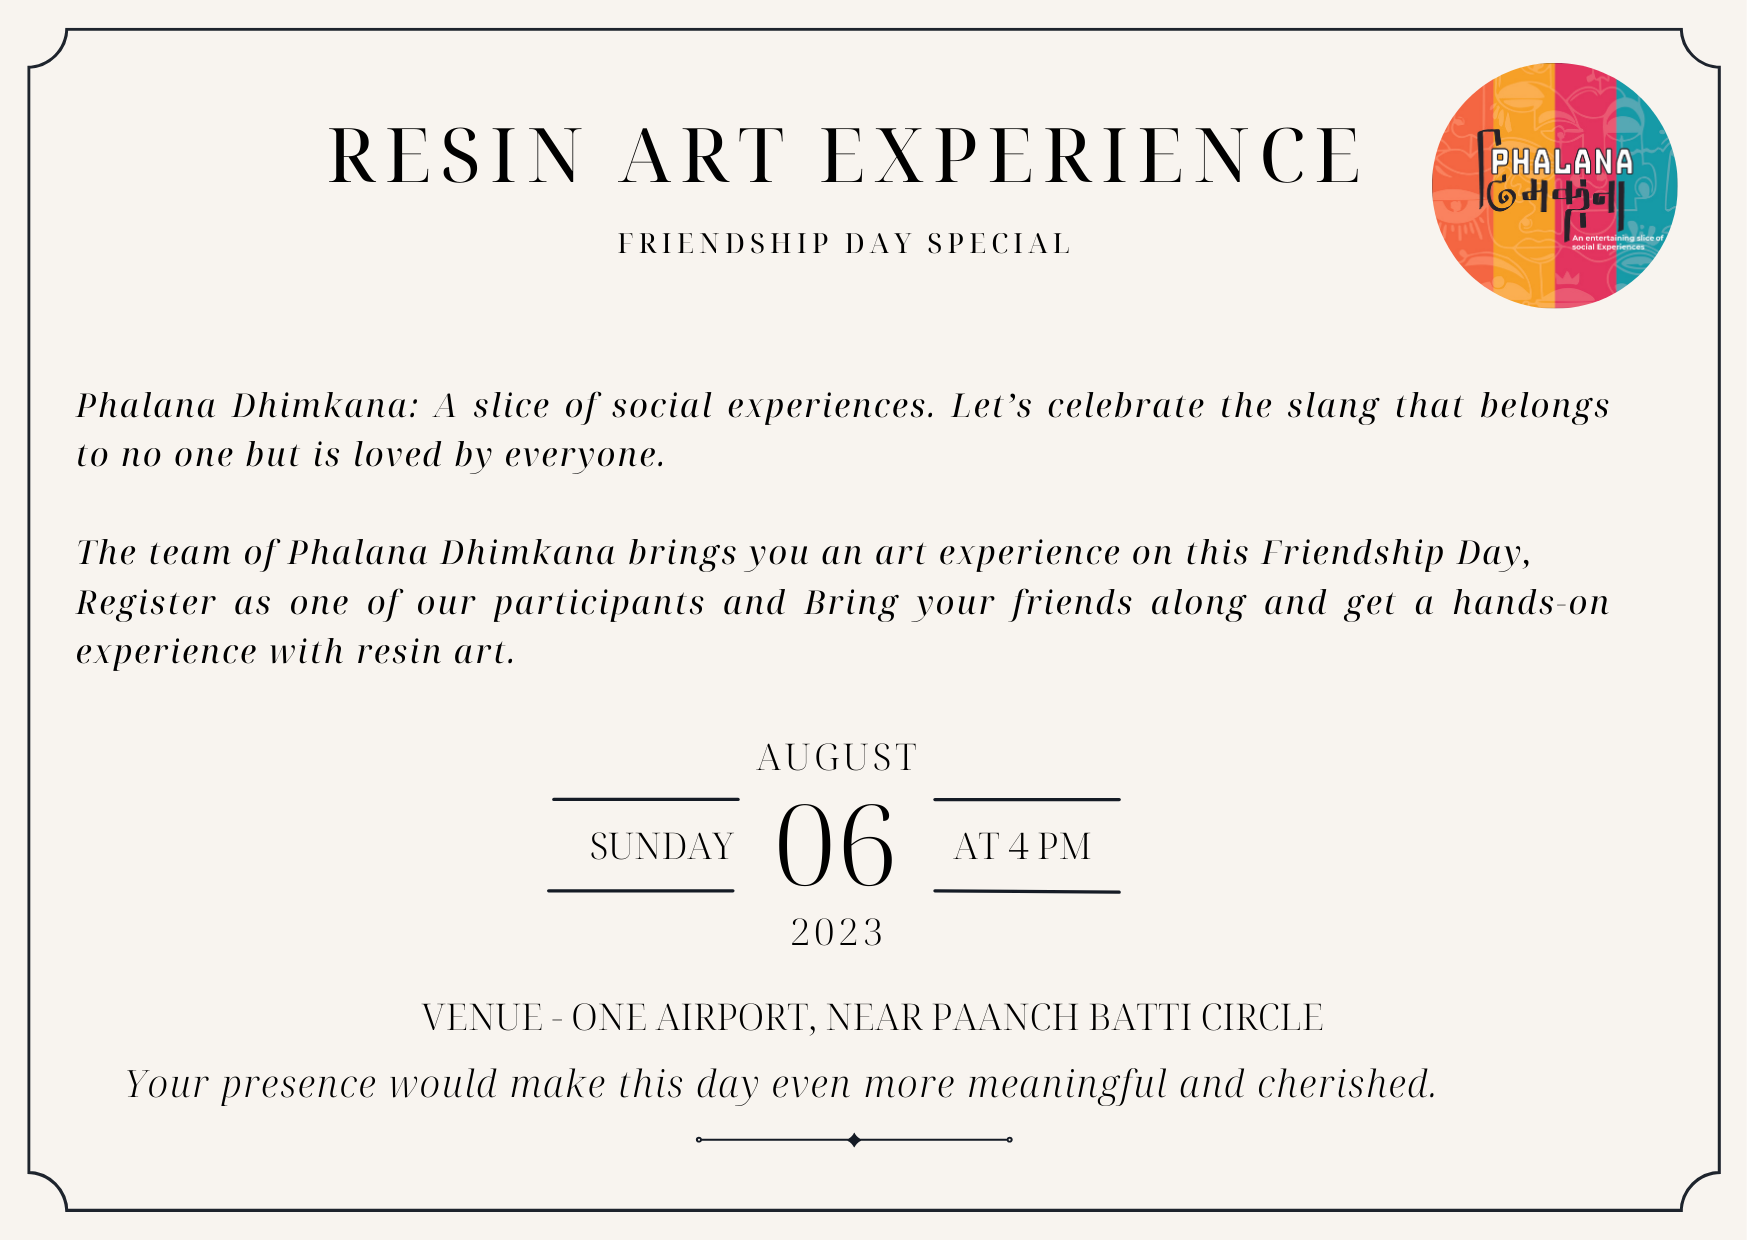 RESIN ART EXPERIENCE
FRIENDSHIP DAY SPECIAL
PHALANA
ढिमकाना
An entertaining slice of
social Experiences
Phalana Dhimkana: A slice of social experiences. Let’s celebrate the slang that belongs
to no one but is loved by everyone.
The team of Phalana Dhimkana brings you an art experience on this Friendship Day,
Register as one of our participants and Bring your friends along and get a hands-on
experience with resin art.
AUGUST
SUNDAY 06 AT 4 PM
2023
VENUE - ONE AIRPORT, NEAR PAANCH BATTI CIRCLE
Your presence would make this day even more meaningful and cherished.